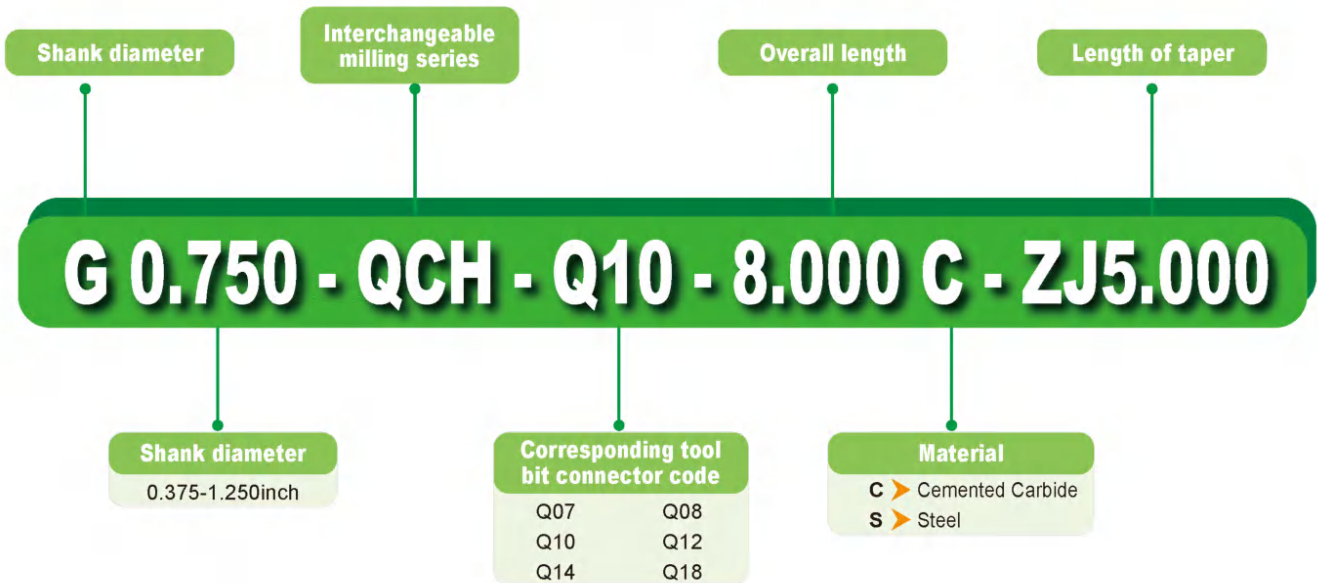 Shank diameter
Interchangeable
milling series
Overall length
Length of taper
G 0.750 - QCH - Q10 - 8.000 C - ZJ5.000
Shank diameter
0.375-1.250inch
Corresponding tool
bit connector code
Q07 Q08
Q10 Q12
Q14 Q18
Material
C ➤ Cemented Carbide
S ➤ Steel